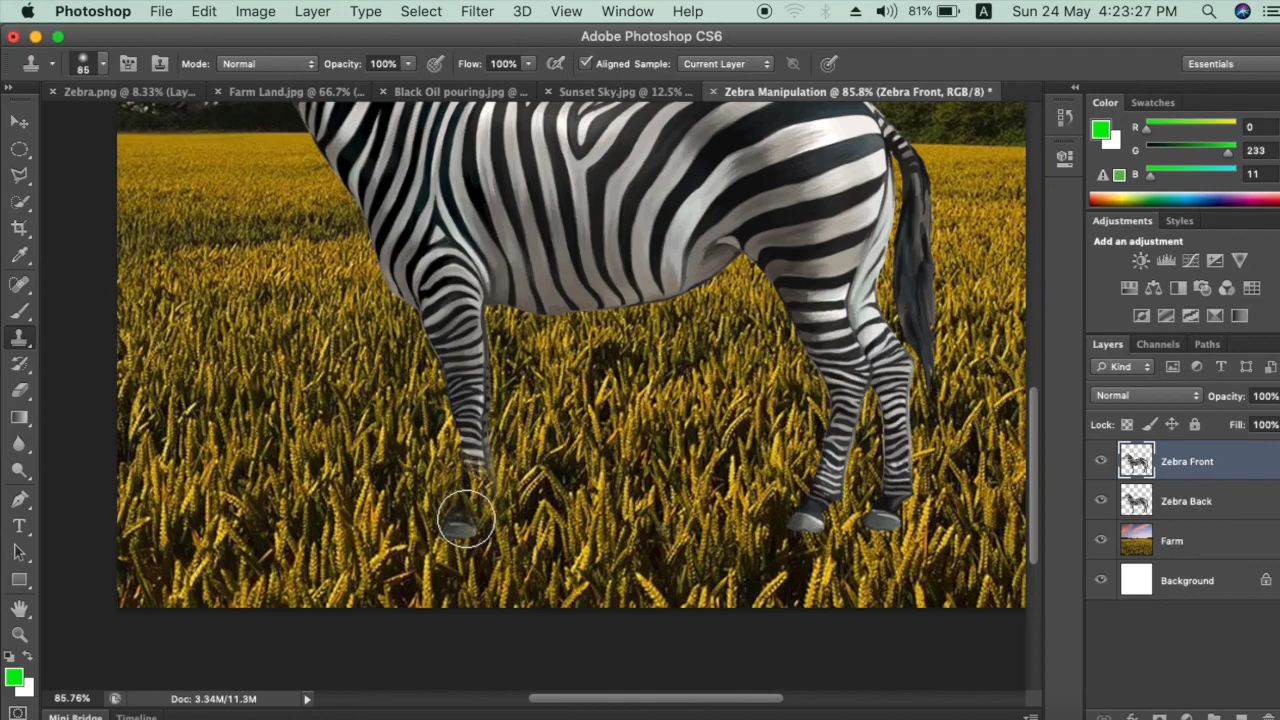 Photoshop File Edit Image Layer Type Select Filter 3D View Window Help 81% A Sun 24 May 4:23:27 PM
Adobe Photoshop CS6
85 Mode: Normal Opacity: 100% Flow: 100% Aligned Sample: Current Layer Essentials
Zebra.png @ 8.33% (Lay... Farm Land.jpg @ 66.7% (... Black Oil pouring.jpg @ ... Sunset Sky.jpg @ 12.5% ... Zebra Manipulation @ 85.8% (Zebra Front, RGB/8) *
Color Swatches
R 0
G 233
B 11
Adjustments Styles
Add an adjustment
Layers Channels Paths
Kind
Normal Opacity: 100%
Lock: Fill: 100%
Zebra Front
Zebra Back
Farm
Background
85.76% Doc: 3.34M/11.3M
Mini Bridge Timeline